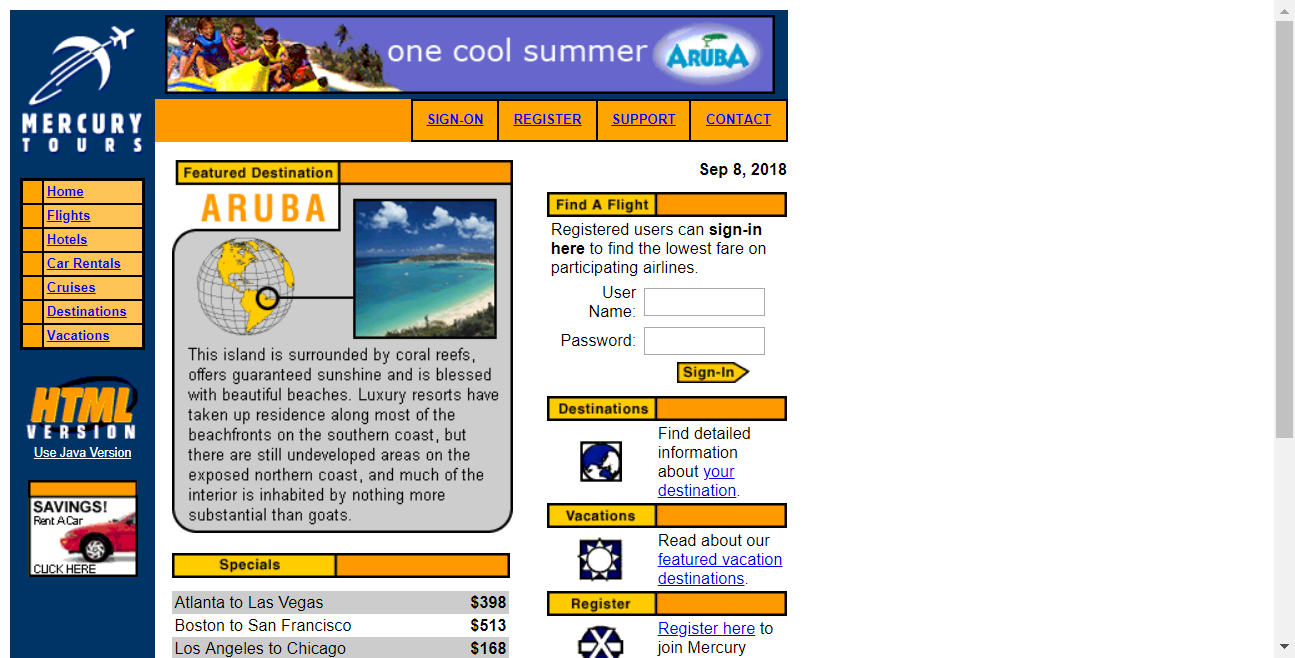 MERCURY
TOURS
one cool summer
ARUBA
SIGN-ON
REGISTER
SUPPORT
CONTACT
Home
Flights
Hotels
Car Rentals
Cruises
Destinations
Vacations
HTML
VERSION
Use Java Version
SAVINGS!
Rent A Car
CLICK HERE
Featured Destination
ARUBA
This island is surrounded by coral reefs,
offers guaranteed sunshine and is blessed
with beautiful beaches. Luxury resorts have
taken up residence along most of the
beachfronts on the southern coast, but
there are still undeveloped areas on the
exposed northern coast, and much of the
interior is inhabited by nothing more
substantial than goats.
Specials
Atlanta to Las Vegas $398
Boston to San Francisco $513
Los Angeles to Chicago $168
Sep 8, 2018
Find A Flight
Registered users can sign-in
here to find the lowest fare on
participating airlines.
User
Name:
Password:
Sign-In
Destinations
Find detailed
information
about your
destination.
Vacations
Read about our
featured vacation
destinations.
Register
Register here to
join Mercury